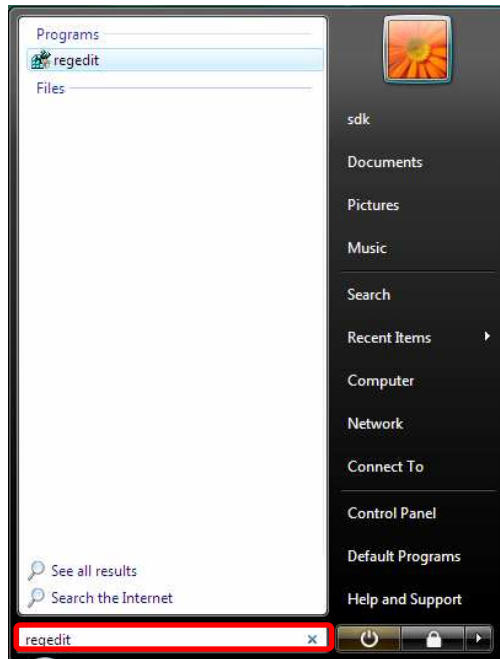 Programs
regedit
Files
See all results
Search the Internet
regedit
sdk
Documents
Pictures
Music
Search
Recent Items
Computer
Network
Connect To
Control Panel
Default Programs
Help and Support